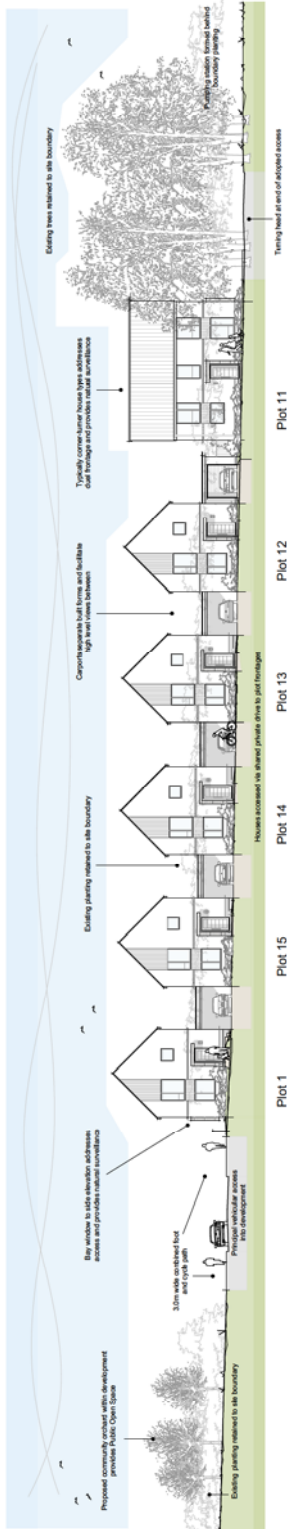 Proposed community orchard within development
provides Public Open Space
Existing planting retained to site boundary
3.0m wide combined foot
and cycle path
Principal vehicular access
into development
Bay window to side elevation addresses
access and provides natural surveillance
Existing planting retained to site boundary
Carportsseparate built forms and facilitate
high level views between
Typically corner-turner house types addresses
dual frontage and provides natural surveillance
Existing trees retained to site boundary
Pumping station formed behind
boundary planting
Turning head at end of adopted access
Houses accessed via shared private drive to plot frontages
Plot 1
Plot 15
Plot 14
Plot 13
Plot 12
Plot 11